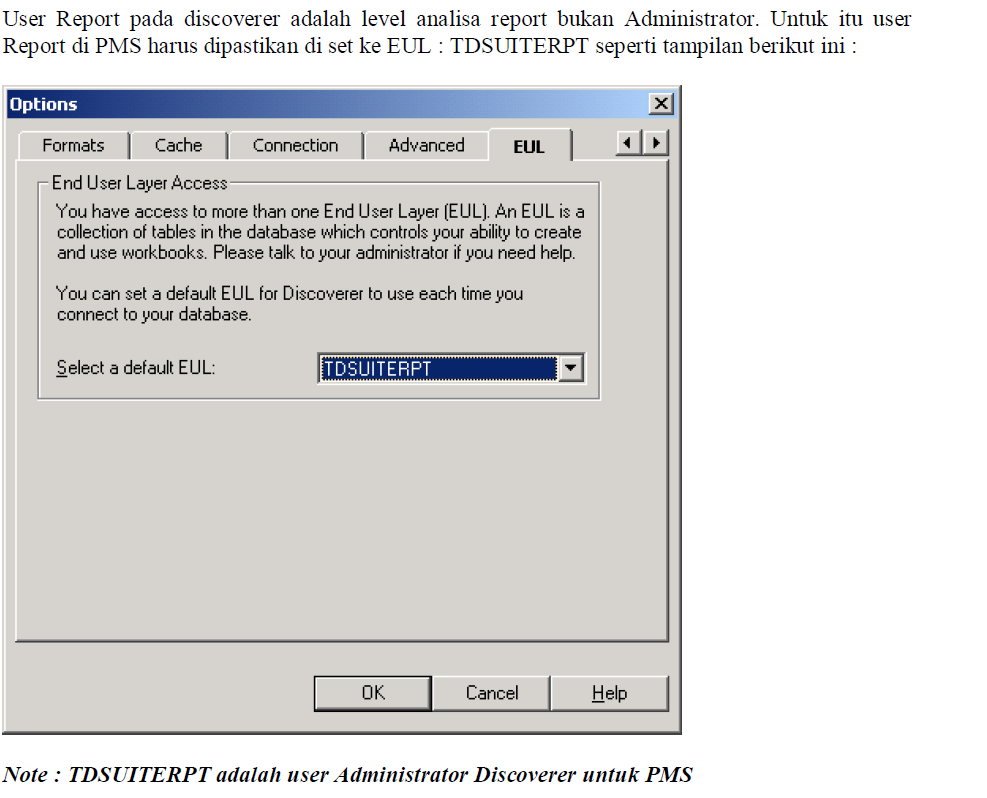 User Report pada discoverer adalah level analisa report bukan Administrator. Untuk itu user
Report di PMS harus dipastikan di set ke EUL : TDSUITERPT seperti tampilan berikut ini :
Options
Formats Cache Connection Advanced EUL
End User Layer Access
You have access to more than one End User Layer (EUL). An EUL is a
collection of tables in the database which controls your ability to create
and use workbooks. Please talk to your administrator if you need help.
You can set a default EUL for Discoverer to use each time you
connect to your database.
Select a default EUL: TDSUITERPT
OK Cancel Help
Note : TDSUITERPT adalah user Administrator Discoverer untuk PMS